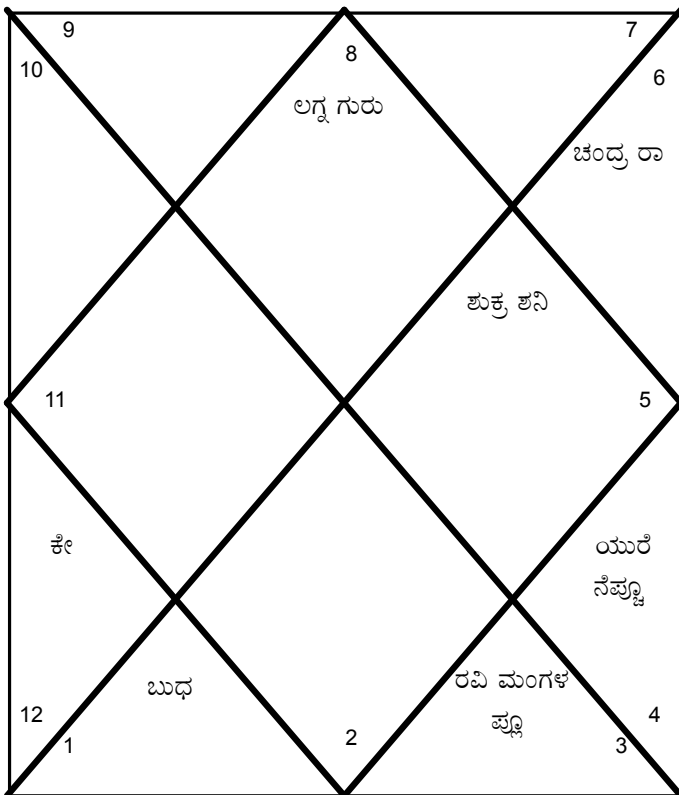 9
7
8
10
6
ಲಗ್ನ ಗುರು
ಚಂದ್ರ ರಾ
ಶುಕ್ರ ಶನಿ
11
5
ಕೇ
ಯುರೆ
ನೆಪ್ಚೂ
ಬುಧ
ರವಿ ಮಂಗಳ
ಪ್ಲೂ
12
4
2
1
3